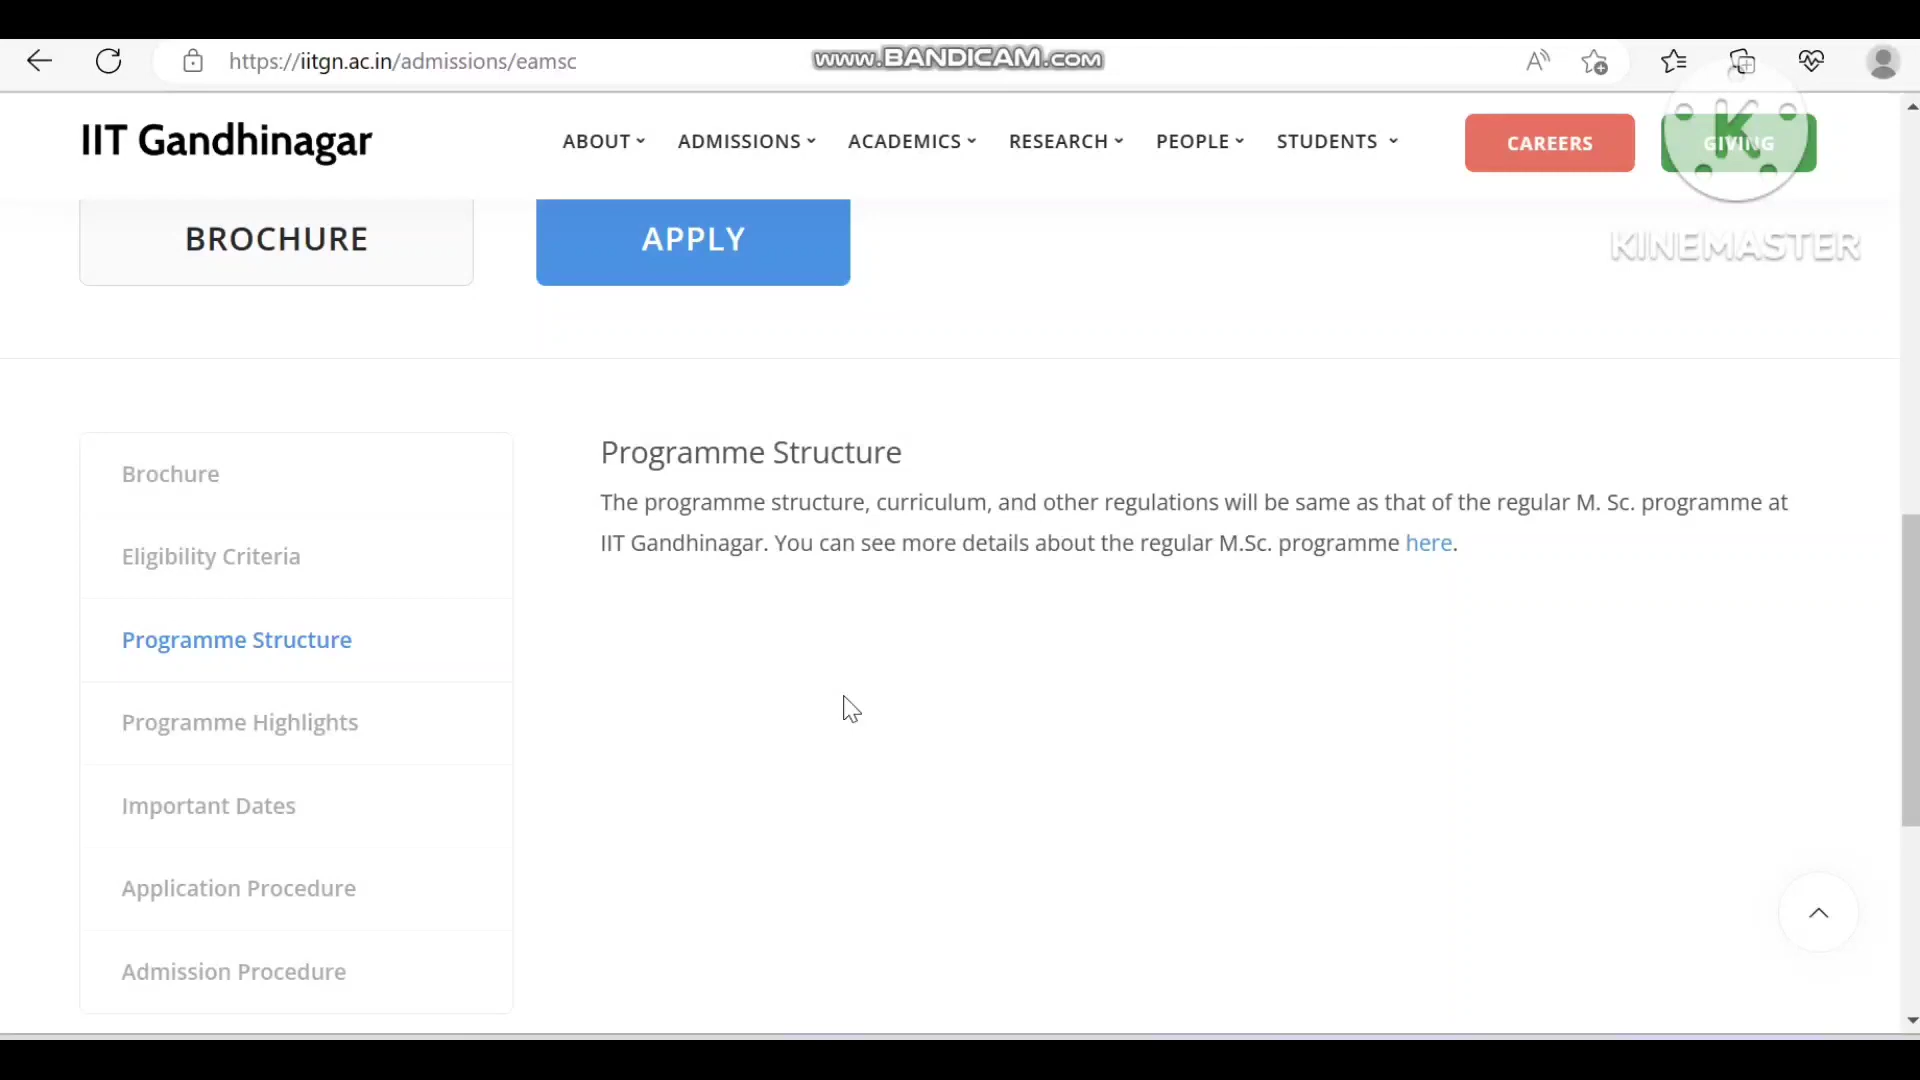 https://iitgn.ac.in/admissions/eamsc
www.BANDICAM.com
IIT Gandhinagar
ABOUT ADMISSIONS ACADEMICS RESEARCH PEOPLE STUDENTS
CAREERS
GIVING
KINEMASTER
BROCHURE
APPLY
Brochure
Eligibility Criteria
Programme Structure
Programme Highlights
Important Dates
Application Procedure
Admission Procedure
Programme Structure
The programme structure, curriculum, and other regulations will be same as that of the regular M. Sc. programme at
IIT Gandhinagar. You can see more details about the regular M.Sc. programme here.